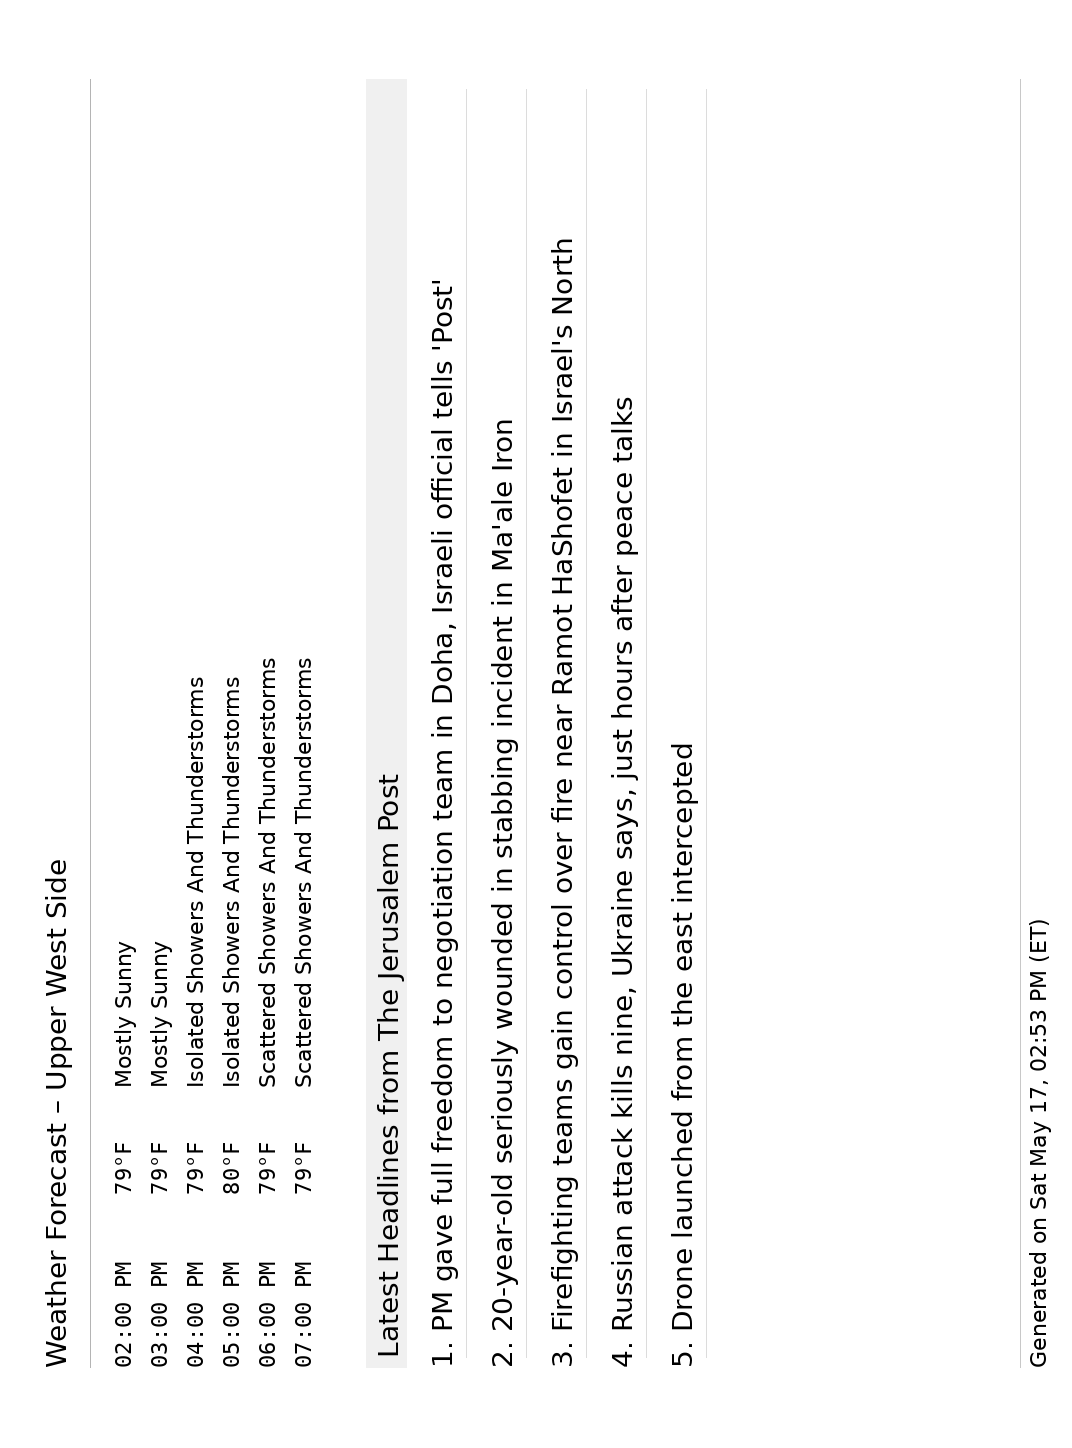 Weather Forecast – Upper West Side
02:00 PM 79°F Mostly Sunny
03:00 PM 79°F Mostly Sunny
04:00 PM 79°F Isolated Showers And Thunderstorms
05:00 PM 80°F Isolated Showers And Thunderstorms
06:00 PM 79°F Scattered Showers And Thunderstorms
07:00 PM 79°F Scattered Showers And Thunderstorms
Latest Headlines from The Jerusalem Post
1. PM gave full freedom to negotiation team in Doha, Israeli official tells 'Post'
2. 20-year-old seriously wounded in stabbing incident in Ma'ale Iron
3. Firefighting teams gain control over fire near Ramot HaShofet in Israel's North
4. Russian attack kills nine, Ukraine says, just hours after peace talks
5. Drone launched from the east intercepted
Generated on Sat May 17, 02:53 PM (ET)